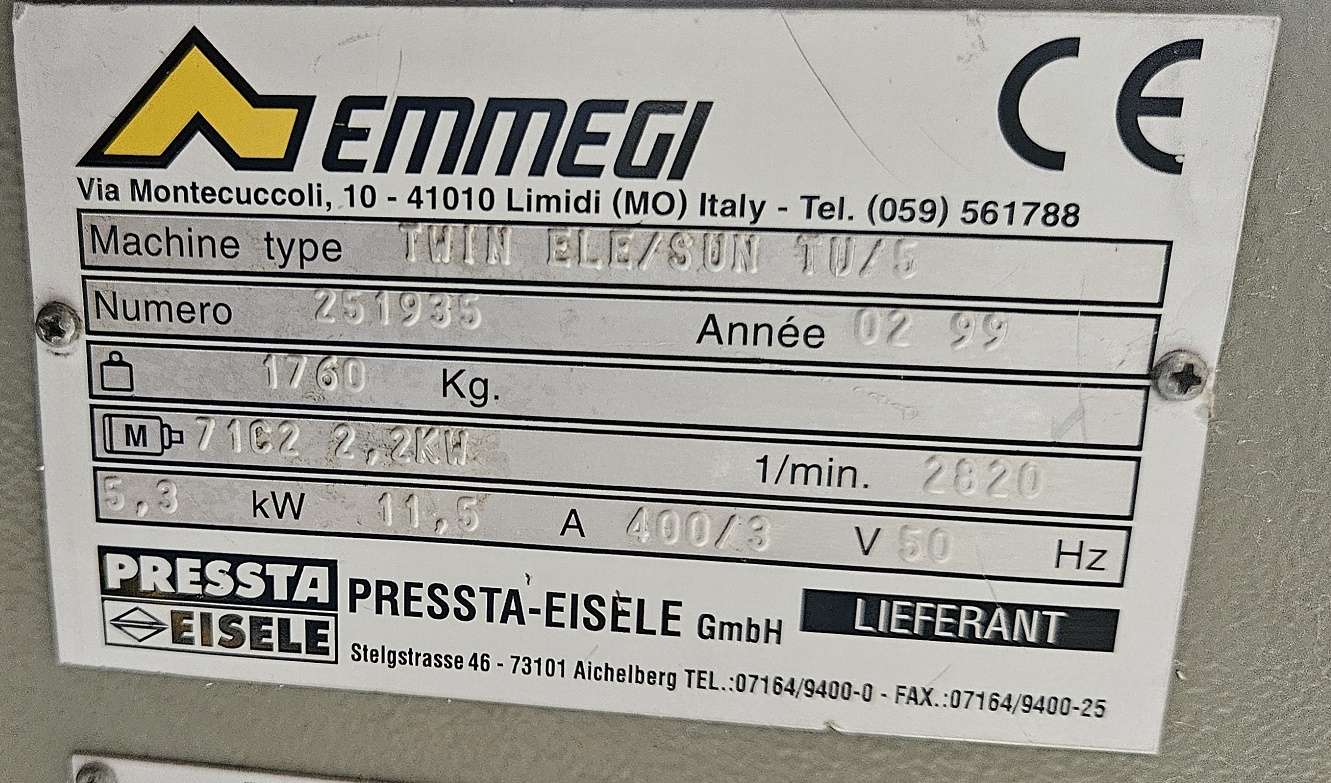 EMMEGI CE
Via Montecuccoli, 10 - 41010 Limidi (MO) Italy - Tel. (059) 561788
Machine type TWIN ELE/SUN TU/5
Numero 251935 Année 02 99
1760 Kg.
M 71C2 2,2KW 1/min. 2820
5,3 kW 11,5 A 400/3 V 50 Hz
PRESSTA EISELE PRESSTA-EISELE GmbH LIEFERANT
Stelgstrasse 46 - 73101 Aichelberg TEL.:07164/9400-0 - FAX.:07164/9400-25